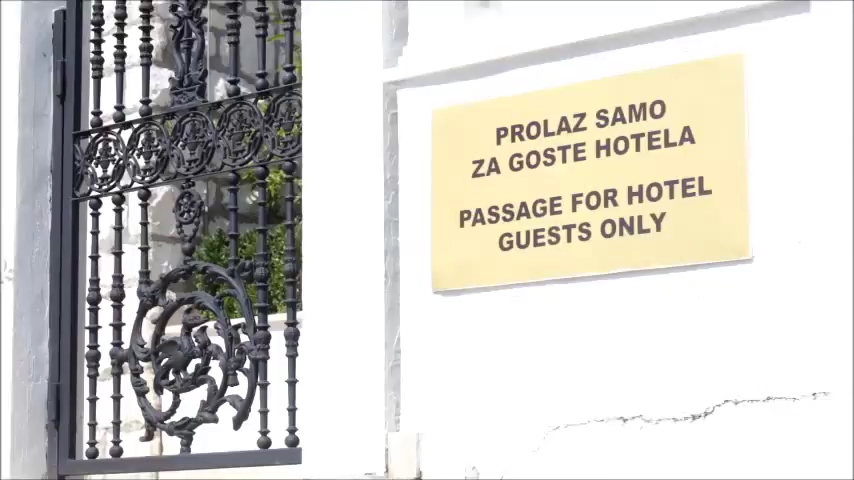 PROLAZ SAMO
ZA GOSTE HOTELA
PASSAGE FOR HOTEL
GUESTS ONLY